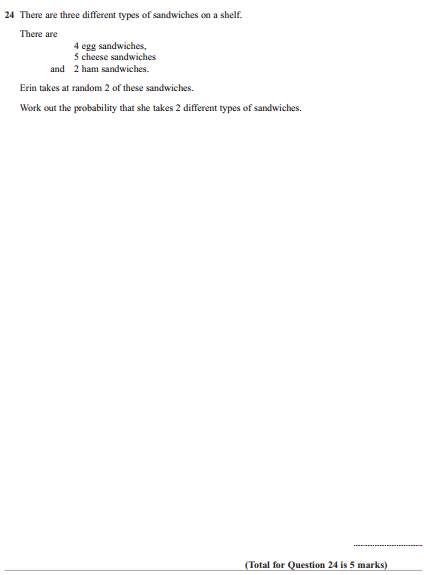 24 There are three different types of sandwiches on a shelf.
There are
4 egg sandwiches,
5 cheese sandwiches
and 2 ham sandwiches.
Erin takes at random 2 of these sandwiches.
Work out the probability that she takes 2 different types of sandwiches.
(Total for Question 24 is 5 marks)